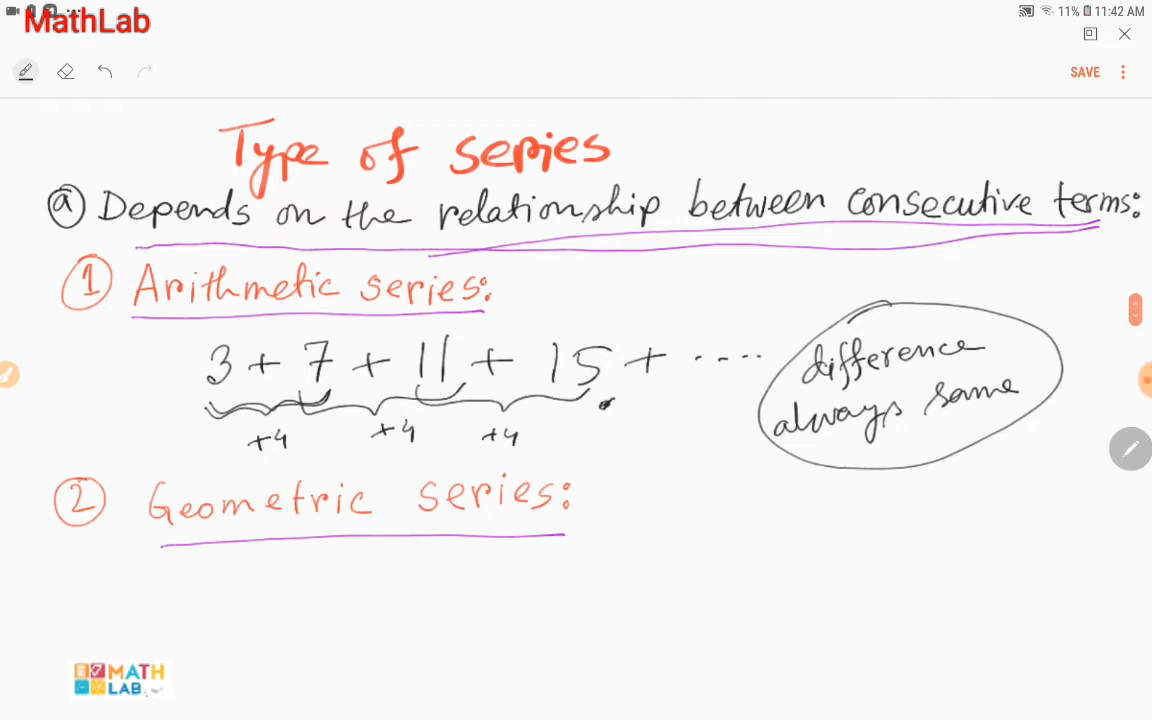 MathLab
11% 11:42 AM
SAVE
Type of series
ⓐ Depends on the relationship between consecutive terms:
① Arithmetic series:
3 + 7 + 11 + 15 + ....
+4 +4 +4
difference
always same
② Geometric series:
MATH
LAB